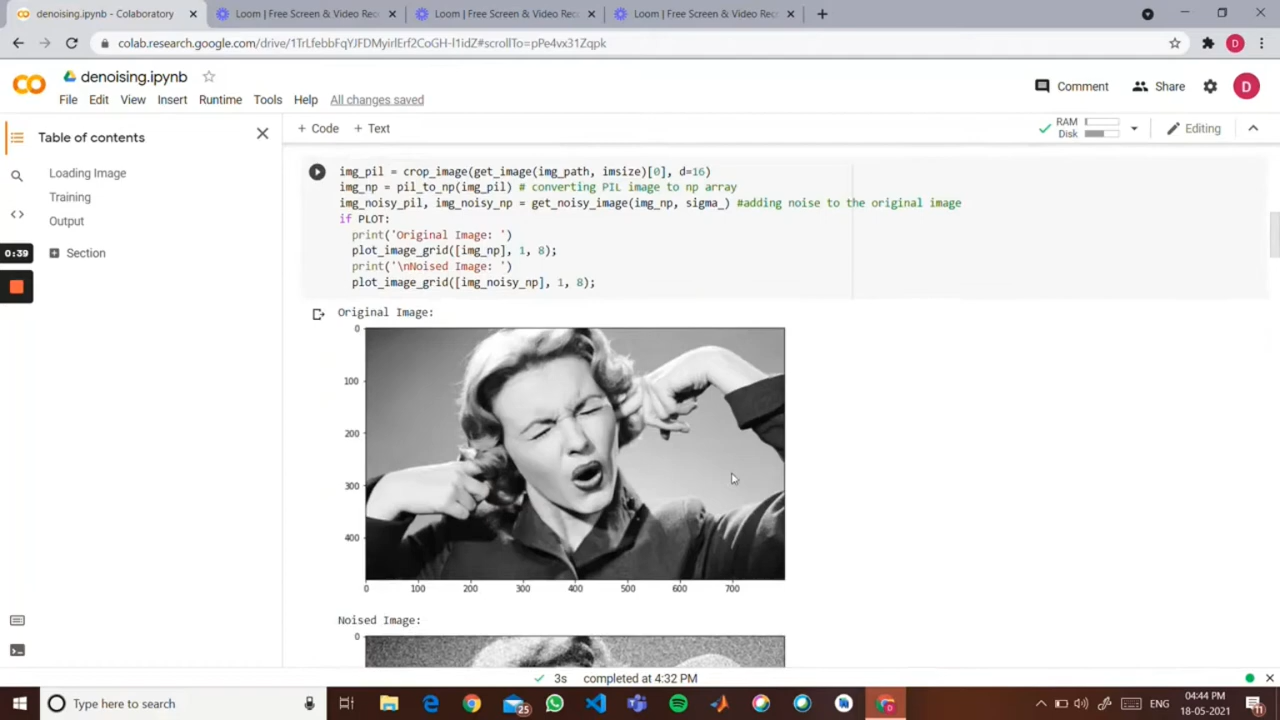 denoising.ipynb - Colaboratory
Loom | Free Screen & Video Rec
Loom | Free Screen & Video Rec
Loom | Free Screen & Video Rec
colab.research.google.com/drive/1TrLfebbFqYJFDMyirlErf2CoGH-l1idZ#scrollTo=pPe4vx31Zqpk
D
denoising.ipynb
File Edit View Insert Runtime Tools Help All changes saved
Comment Share D
Table of contents
+ Code + Text
RAM
Disk
Editing
Loading Image
Training
Output
Section
0:39
img_pil = crop_image(get_image(img_path, imsize)[0], d=16)
img_np = pil_to_np(img_pil) # converting PIL image to np array
img_noisy_pil, img_noisy_np = get_noisy_image(img_np, sigma_) #adding noise to the original image
if PLOT:
print('Original Image: ')
plot_image_grid([img_np], 1, 8);
print('\nNoised Image: ')
plot_image_grid([img_noisy_np], 1, 8);
Original Image:
0
100
200
300
400
0 100 200 300 400 500 600 700
Noised Image:
0
3s completed at 4:32 PM
Type here to search
25
ENG
04:44 PM
18-05-2021
11